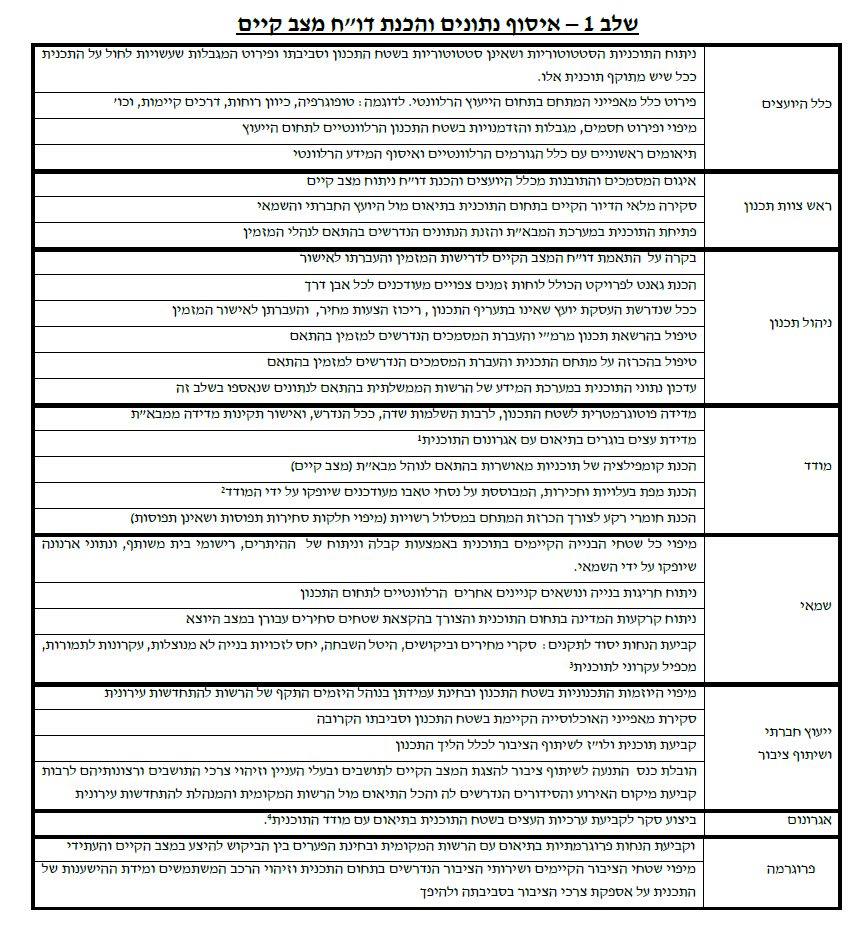 שלב 1 – איסוף נתונים והכנת דו״ח מצב קיים
כלל היועצים
ניתוח התוכניות הסטטוטוריות ושאינן סטטוטוריות בשטח התכנון וסביבתו ופירוט המגבלות שעשויות לחול על התכנית
ככל שיש מתוקף תוכנית אלו.
פירוט כלל מאפייני המתחם בתחום הייעוץ הרלוונטי. לדוגמה: טופוגרפיה, כיוון רוחות, דרכים קיימות, וכו׳
מיפוי ופירוט חסמים, מגבלות והזדמנויות בשטח התכנון הרלוונטיים לתחום הייעוץ
תיאומים ראשוניים עם כלל הגורמים הרלוונטיים ואיסוף המידע הרלוונטי
ראש צוות תכנון
איגום המסמכים והתובנות מכלל היועצים והכנת דו״ח ניתוח מצב קיים
סקירה מלאי הדיור הקיים בתחום התוכנית בתיאום מול היועץ החברתי והשמאי
פתיחת התוכנית במערכת המבא״ת והזנת הנתונים הנדרשים בהתאם לנהלי המזמין
ניהול תכנון
בקרה על התאמת דו״ח המצב הקיים לדרישות המזמין והעברתו לאישור
הכנת גאנט לפרויקט הכולל לוחות זמנים צפויים מעודכנים לכל אבן דרך
ככל שנדרשת העסקת יועץ שאינו בתעריף התכנון , ריכוז הצעות מחיר, והעברתן לאישור המזמין
טיפול בהרשאת תכנון מרמ״י והעברת המסמכים הנדרשים למזמין בהתאם
טיפול בהכרזה על מתחם התכנית והעברת המסמכים הנדרשים למזמין בהתאם
עדכון נתוני התוכנית במערכת המידע של הרשות הממשלתית בהתאם לנתונים שנאספו בשלב זה
מודד
מדידה פוטוגרמטרית לשטח התכנון, לרבות השלמות שדה, ככל הנדרש, ואישור תקינות מדידה ממבא״ת
מדידת עצים בוגרים בתיאום עם אגרונום התוכנית¹
הכנת קומפילציה של תוכניות מאושרות בהתאם לנוהל מבא״ת (מצב קיים)
הכנת מפת בעלויות וחכירות, המבוססת על נסחי טאבו מעודכנים שיופקו על ידי המודד²
הכנת חומרי רקע לצורך הכרזת המתחם במסלול רשויות (מיפוי חלקות סחירות תפוסות ושאינן תפוסות)
שמאי
מיפוי כל שטחי הבנייה הקיימים בתוכנית באמצעות קבלה וניתוח של ההיתרים, רישומי בית משותף, ונתוני ארנונה
שיופקו על ידי השמאי.
ניתוח חריגות בנייה ונושאים קניינים אחרים הרלוונטיים לתחום התכנון
ניתוח קרקעות המדינה בתחום התוכנית והצורך בהקצאת שטחים סחירים עבורן במצב היוצא
קביעת הנחות יסוד לתקנים: סקרי מחירים וביקושים, היטל השבחה, יחס לזכויות בנייה לא מנוצלות, עקרונות לתמורות,
מכפיל עקרוני לתוכנית³
ייעוץ חברתי
ושיתוף ציבור
מיפוי היוזמות התכנוניות בשטח התכנון ובחינת עמידתן בנוהל היזמים התקף של הרשות להתחדשות עירונית
סקירת מאפייני האוכלוסייה הקיימת בשטח התכנון וסביבתו הקרובה
קביעת תוכנית ולו״ז לשיתוף הציבור לכלל הליך התכנון
הובלת כנס התנעה לשיתוף ציבור להצגת המצב הקיים לתושבים ובעלי העניין וזיהוי צרכי התושבים ורצונותיהם לרבות
קביעת מיקום האירוע והסידורים הנדרשים לה והכל התיאום מול הרשות המקומית והמנהלת להתחדשות עירונית
אגרונום
ביצוע סקר לקביעת ערכיות העצים בשטח התוכנית בתיאום עם מודד התוכנית⁴.
פרוגרמה
וקביעת הנחות פרוגרמתיות בתיאום עם הרשות המקומית ובחינת הפערים בין הביקוש להיצע במצב הקיים והעתידי
מיפוי שטחי הציבור הקיימים ושירותי הציבור הנדרשים בתחום התכנית וזיהוי הרכב המשתמשים ומידת ההישענות של
התכנית על אספקת צרכי הציבור בסביבתה ולהיפך